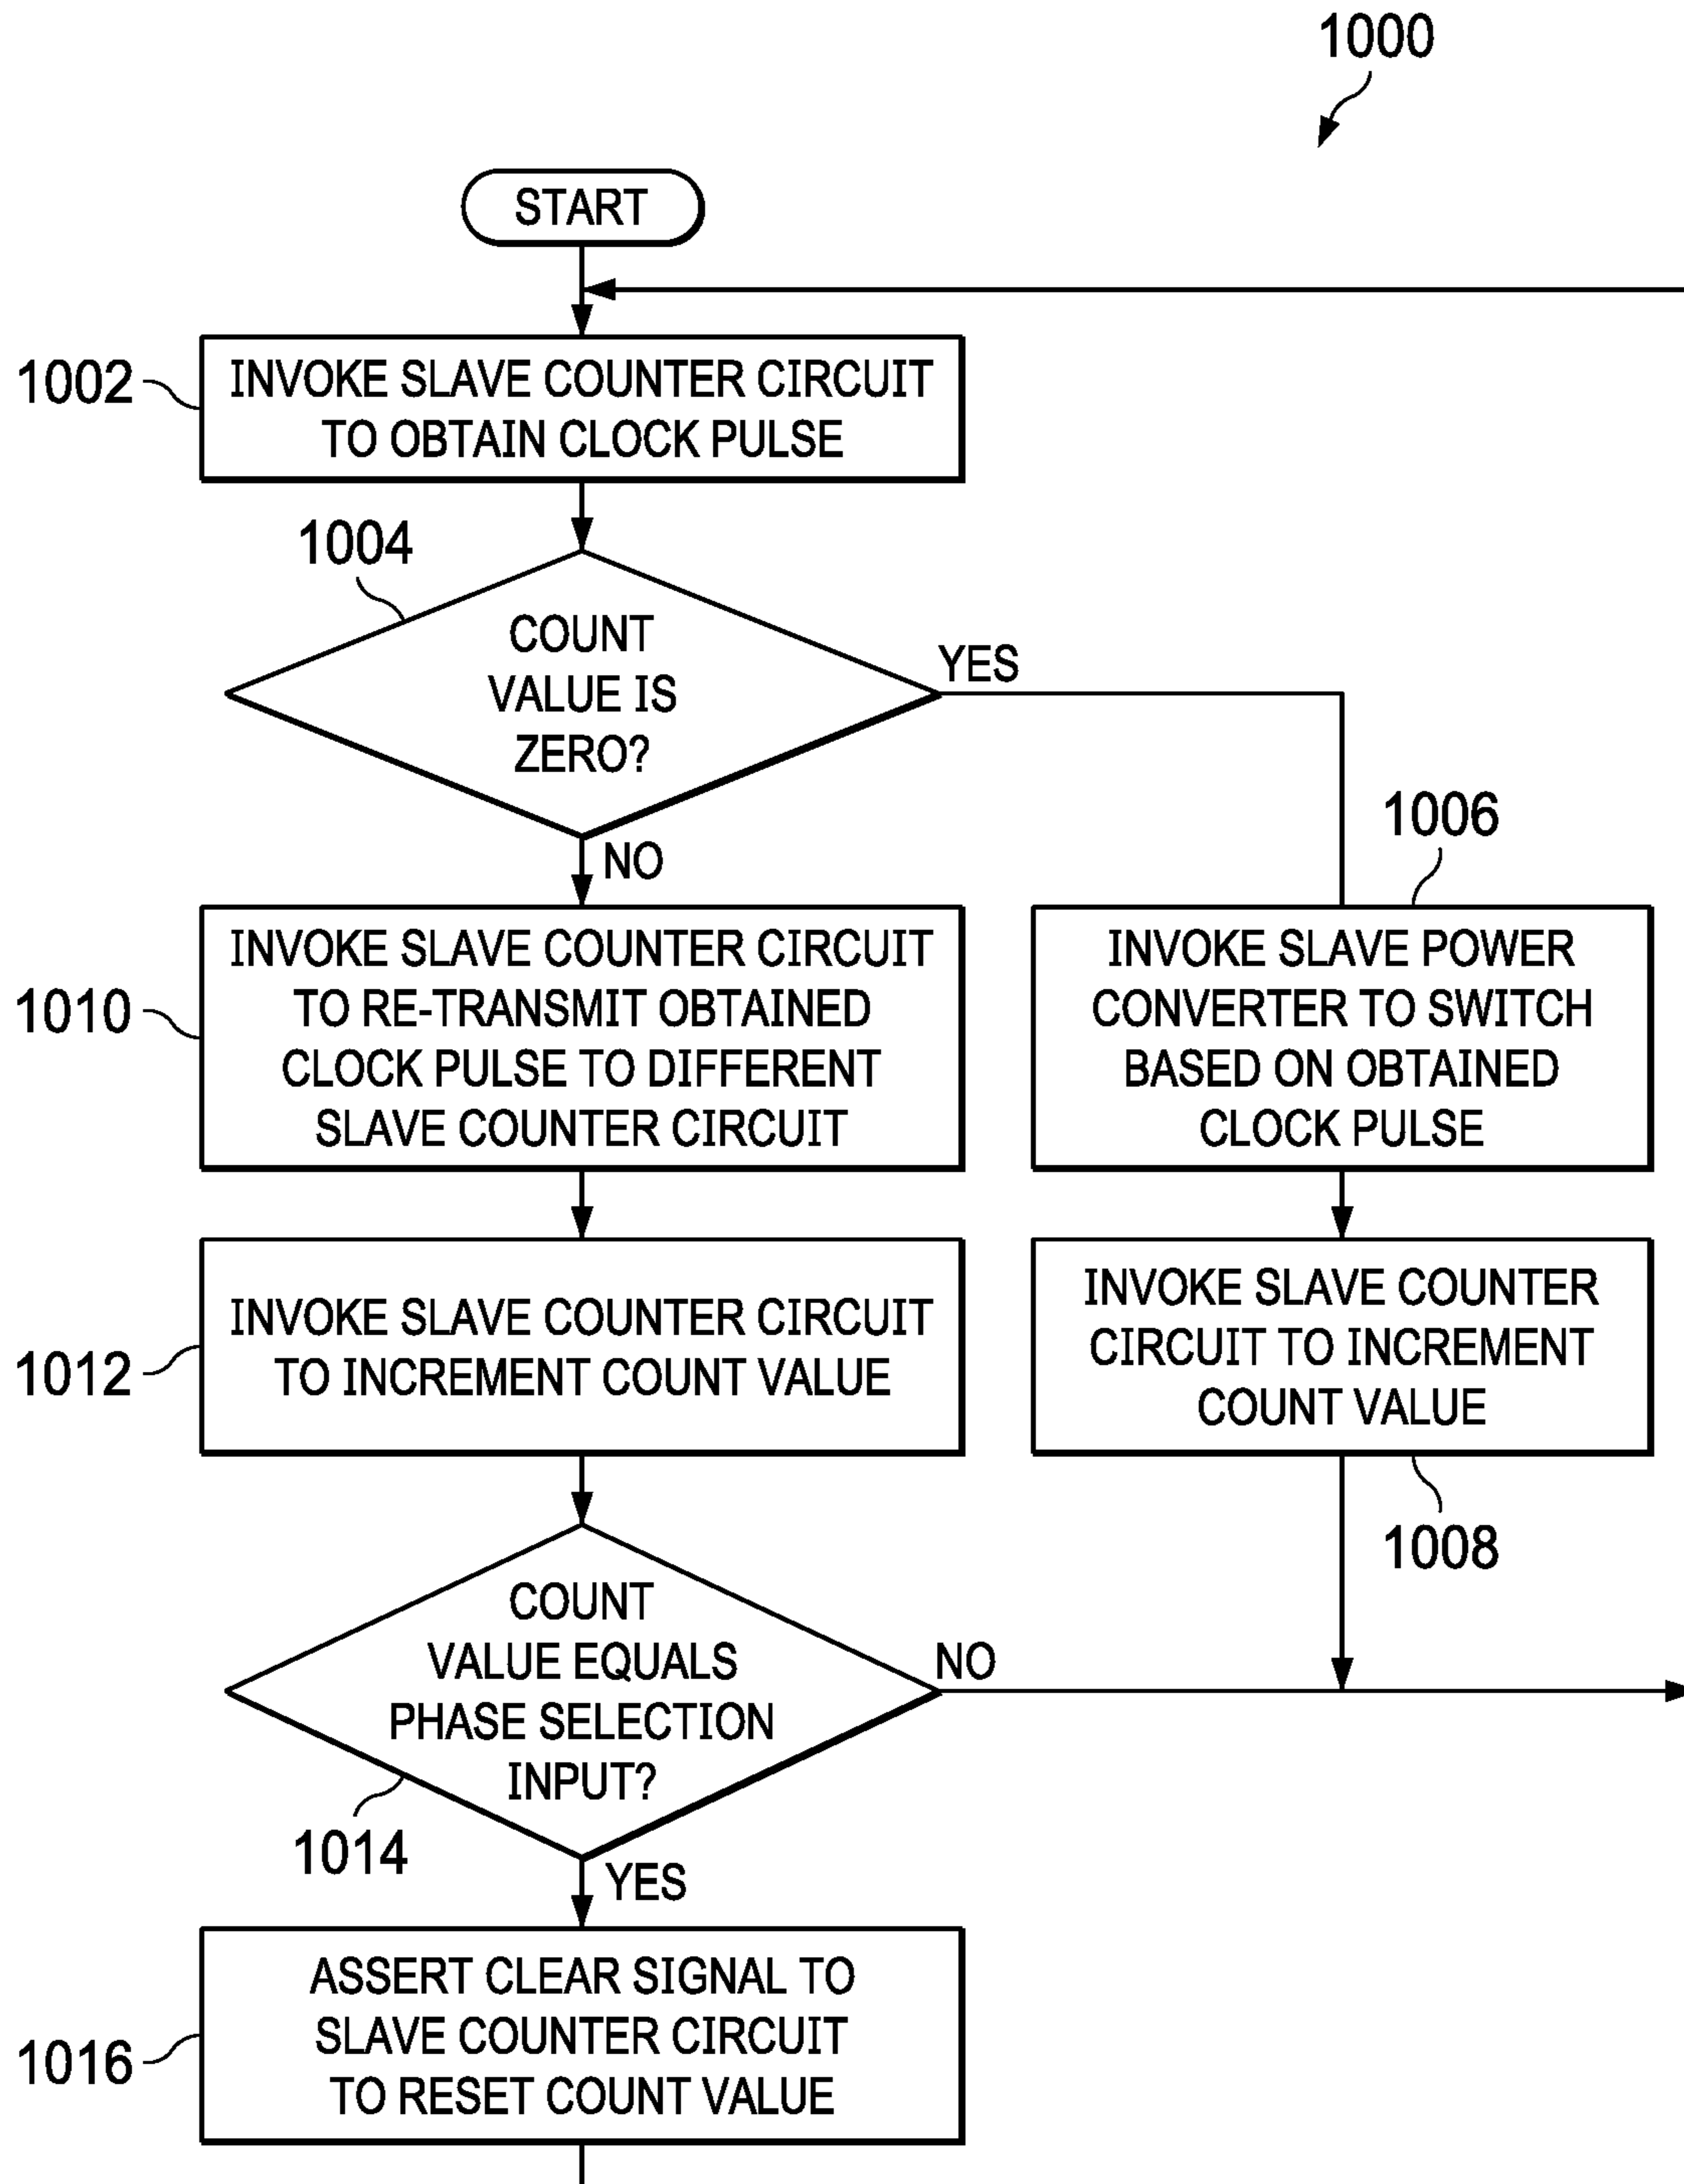 1000
START
1002
INVOKE SLAVE COUNTER CIRCUIT
TO OBTAIN CLOCK PULSE
1004
COUNT
VALUE IS
ZERO?
YES
NO
1006
INVOKE SLAVE POWER
CONVERTER TO SWITCH
BASED ON OBTAINED
CLOCK PULSE
1010
INVOKE SLAVE COUNTER CIRCUIT
TO RE-TRANSMIT OBTAINED
CLOCK PULSE TO DIFFERENT
SLAVE COUNTER CIRCUIT
1012
INVOKE SLAVE COUNTER CIRCUIT
TO INCREMENT COUNT VALUE
INVOKE SLAVE COUNTER
CIRCUIT TO INCREMENT
COUNT VALUE
1008
COUNT
VALUE EQUALS
PHASE SELECTION
INPUT?
NO
1014
YES
1016
ASSERT CLEAR SIGNAL TO
SLAVE COUNTER CIRCUIT
TO RESET COUNT VALUE